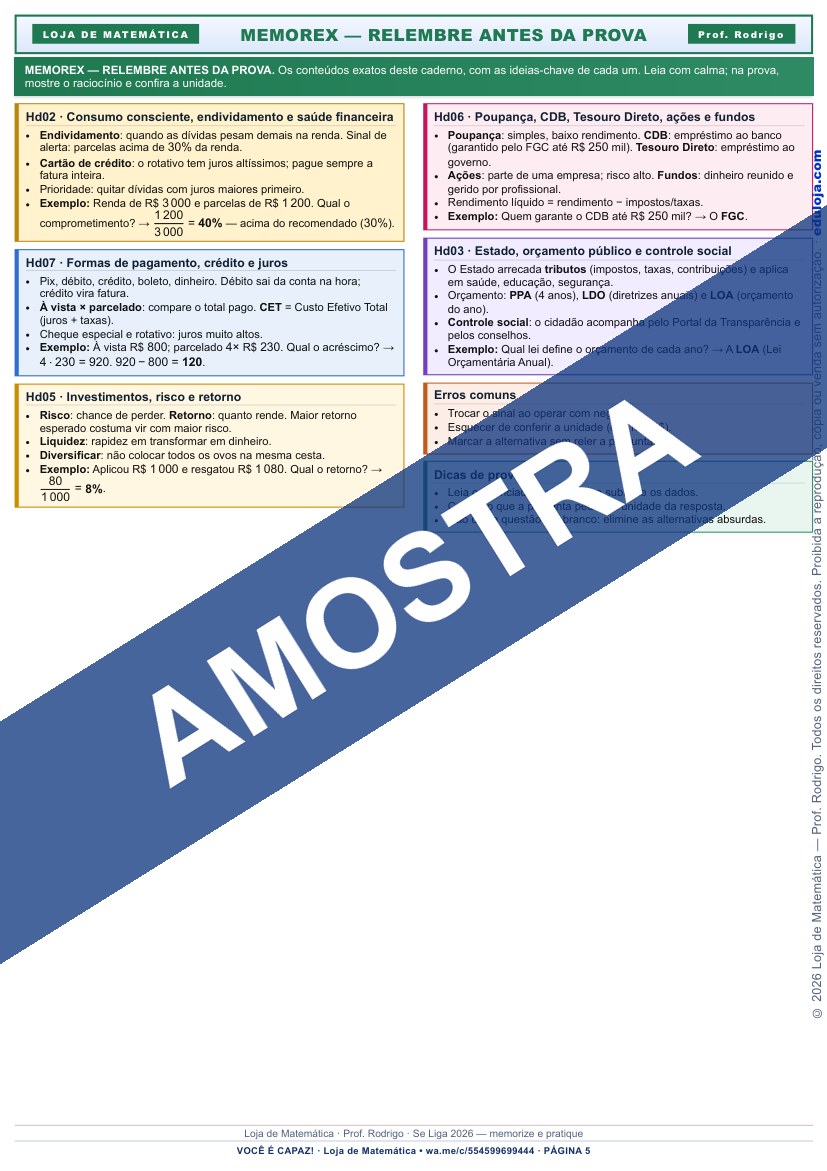 LOJA DE MATEMÁTICA
MEMOREX — RELEMBRE ANTES DA PROVA
Prof. Rodrigo
MEMOREX — RELEMBRE ANTES DA PROVA. Os conteúdos exatos deste caderno, com as ideias-chave de cada um. Leia com calma; na prova,
mostre o raciocínio e confira a unidade.
Hd02 · Consumo consciente, endividamento e saúde financeira
• Endividamento: quando as dívidas pesam demais na renda. Sinal de
alerta: parcelas acima de 30% da renda.
• Cartão de crédito: o rotativo tem juros altíssimos; pague sempre a
fatura inteira.
• Prioridade: quitar dívidas com juros maiores primeiro.
• Exemplo: Renda de R$ 3 000 e parcelas de R$ 1 200. Qual o
comprometimento? → 1 200/3 000 = 40% — acima do recomendado (30%).
Hd07 · Formas de pagamento, crédito e juros
• Pix, débito, crédito, boleto, dinheiro. Débito sai da conta na hora;
crédito vira fatura.
• À vista × parcelado: compare o total pago. CET = Custo Efetivo Total
(juros + taxas).
• Cheque especial e rotativo: juros muito altos.
• Exemplo: À vista R$ 800; parcelado 4× R$ 230. Qual o acréscimo? →
4 · 230 = 920. 920 − 800 = 120.
Hd05 · Investimentos, risco e retorno
• Risco: chance de perder. Retorno: quanto rende. Maior retorno
esperado costuma vir com maior risco.
• Liquidez: rapidez em transformar em dinheiro.
• Diversificar: não colocar todos os ovos na mesma cesta.
• Exemplo: Aplicou R$ 1 000 e resgatou R$ 1 080. Qual o retorno? →
80/1 000 = 8%.
Hd06 · Poupança, CDB, Tesouro Direto, ações e fundos
• Poupança: simples, baixo rendimento. CDB: empréstimo ao banco
(garantido pelo FGC até R$ 250 mil). Tesouro Direto: empréstimo ao
governo.
• Ações: parte de uma empresa; risco alto. Fundos: dinheiro reunido e
gerido por profissional.
• Rendimento líquido = rendimento − impostos/taxas.
• Exemplo: Quem garante o CDB até R$ 250 mil? → O FGC.
Hd03 · Estado, orçamento público e controle social
• O Estado arrecada tributos (impostos, taxas, contribuições) e aplica
em saúde, educação, segurança.
• Orçamento: PPA (4 anos), LDO (diretrizes anuais) e LOA (orçamento
do ano).
• Controle social: o cidadão acompanha pelo Portal da Transparência e
pelos conselhos.
• Exemplo: Qual lei define o orçamento de cada ano? → A LOA (Lei
Orçamentária Anual).
Erros comuns
• Trocar o sinal ao operar com
• Esquecer de conferir a unidade
• Marcar a alternativa sem reler a pergunta.
Dicas de prova
• Leia os dados.
• que a unidade da resposta.
• questão branco: elimine as alternativas absurdas.
AMOSTRA
© 2026 Loja de Matemática — Prof. Rodrigo. Todos os direitos reservados. Proibida a reprodução, cópia ou venda sem autorização. · eduloja.com
Loja de Matemática · Prof. Rodrigo · Se Liga 2026 — memorize e pratique
VOCÊ É CAPAZ! · Loja de Matemática • wa.me/c/554599699444 · PÁGINA 5